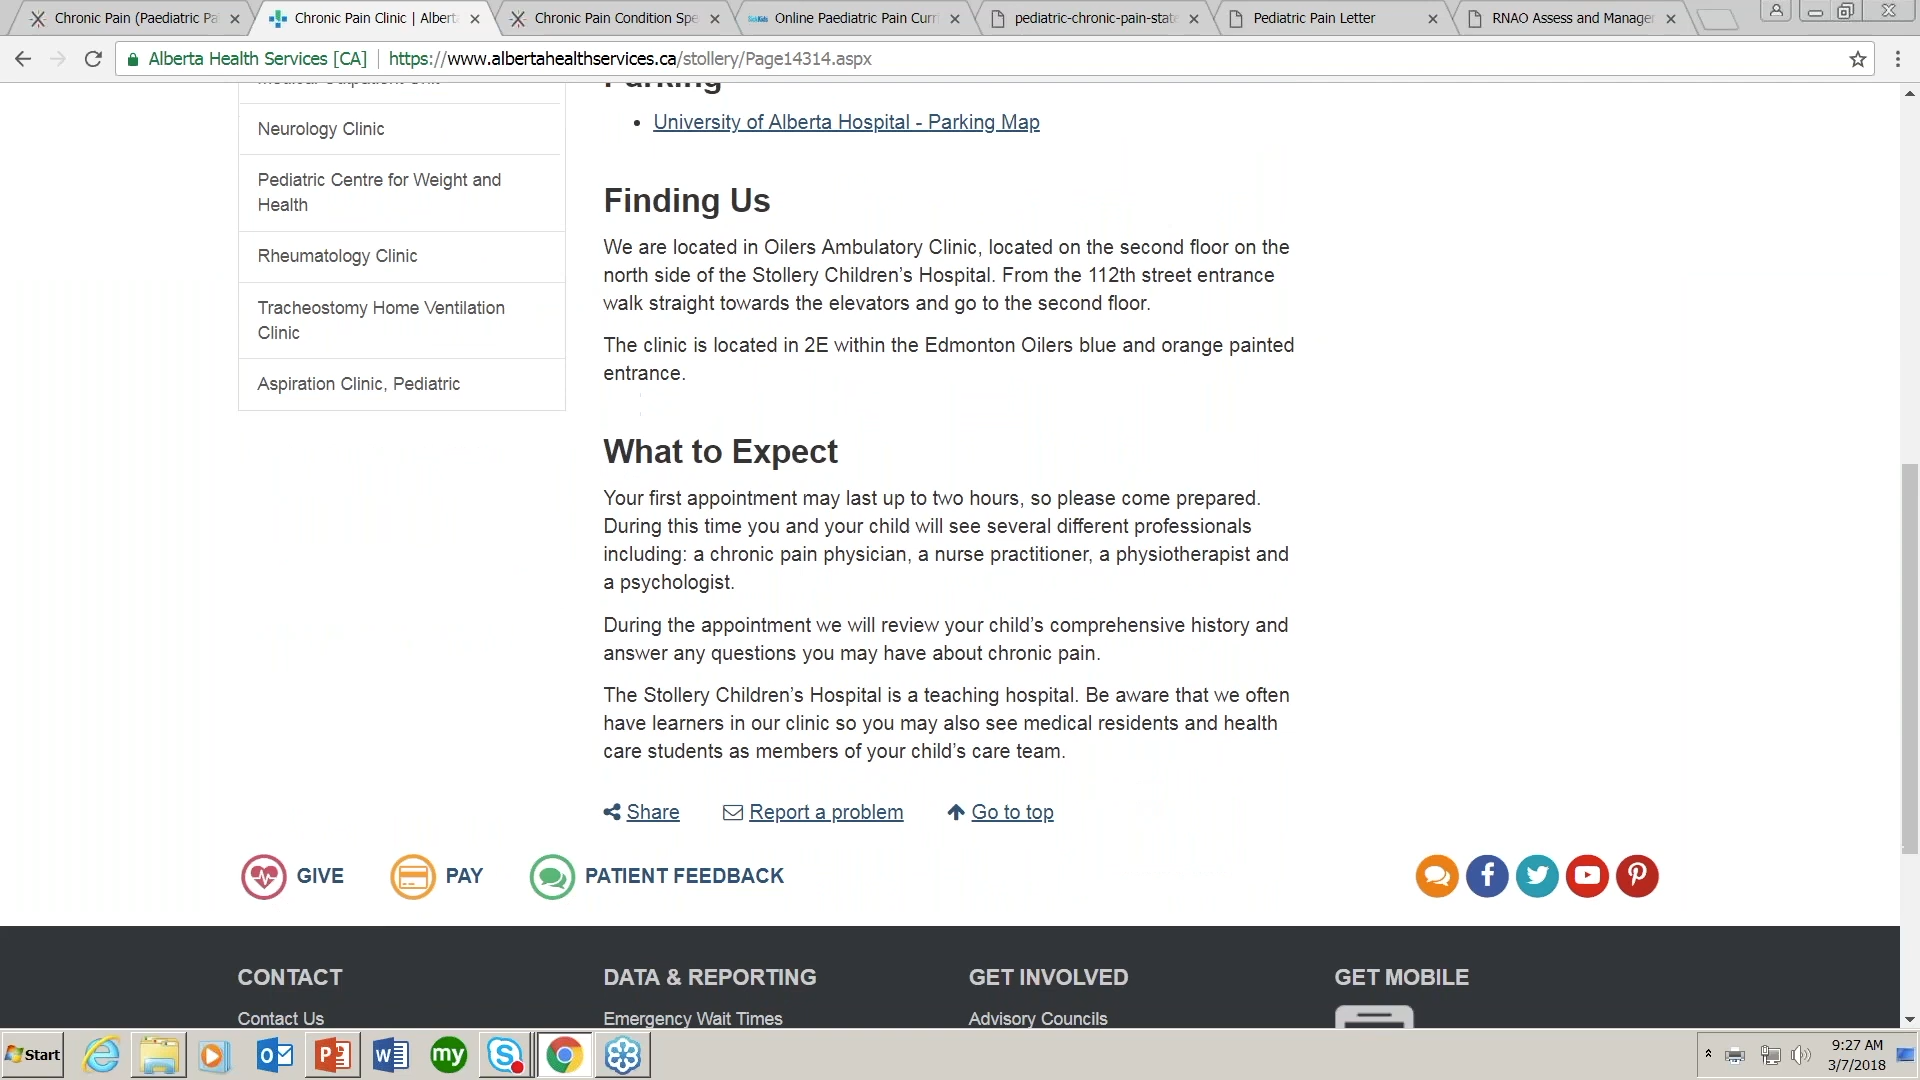 Chronic Pain (Paediatric Pa
Chronic Pain Clinic | Albert
Chronic Pain Condition Spe
Online Paediatric Pain Curri
pediatric-chronic-pain-state
Pediatric Pain Letter
RNAO Assess and Manager
Alberta Health Services [CA]
https://www.albertahealthservices.ca/stollery/Page14314.aspx
Medical Outpatient Unit
Neurology Clinic
Pediatric Centre for Weight and
Health
Rheumatology Clinic
Tracheostomy Home Ventilation
Clinic
Aspiration Clinic, Pediatric
Parking
• University of Alberta Hospital - Parking Map
Finding Us
We are located in Oilers Ambulatory Clinic, located on the second floor on the
north side of the Stollery Children’s Hospital. From the 112th street entrance
walk straight towards the elevators and go to the second floor.
The clinic is located in 2E within the Edmonton Oilers blue and orange painted
entrance.
What to Expect
Your first appointment may last up to two hours, so please come prepared.
During this time you and your child will see several different professionals
including: a chronic pain physician, a nurse practitioner, a physiotherapist and
a psychologist.
During the appointment we will review your child’s comprehensive history and
answer any questions you may have about chronic pain.
The Stollery Children’s Hospital is a teaching hospital. Be aware that we often
have learners in our clinic so you may also see medical residents and health
care students as members of your child’s care team.
Share
Report a problem
Go to top
GIVE
PAY
PATIENT FEEDBACK
CONTACT
DATA & REPORTING
GET INVOLVED
GET MOBILE
Contact Us
Emergency Wait Times
Advisory Councils
Start
my
9:27 AM
3/7/2018